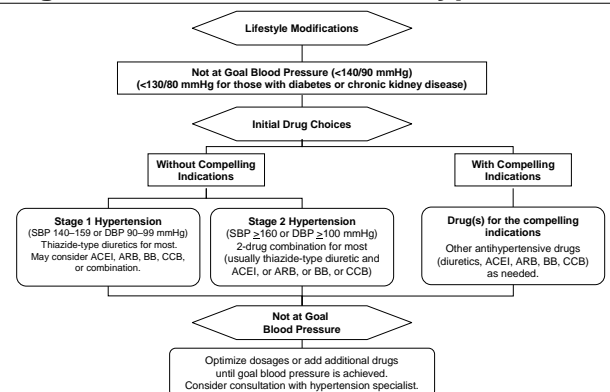 Lifestyle Modifications
Not at Goal Blood Pressure (<140/90 mmHg)
(<130/80 mmHg for those with diabetes or chronic kidney disease)
Initial Drug Choices
Without Compelling
Indications
With Compelling
Indications
Stage 1 Hypertension
(SBP 140–159 or DBP 90–99 mmHg)
Thiazide-type diuretics for most.
May consider ACEI, ARB, BB, CCB,
or combination.
Stage 2 Hypertension
(SBP >160 or DBP >100 mmHg)
2-drug combination for most
(usually thiazide-type diuretic and
ACEI, or ARB, or BB, or CCB)
Drug(s) for the compelling
indications
Other antihypertensive drugs
(diuretics, ACEI, ARB, BB, CCB)
as needed.
Not at Goal
Blood Pressure
Optimize dosages or add additional drugs
until goal blood pressure is achieved.
Consider consultation with hypertension specialist.